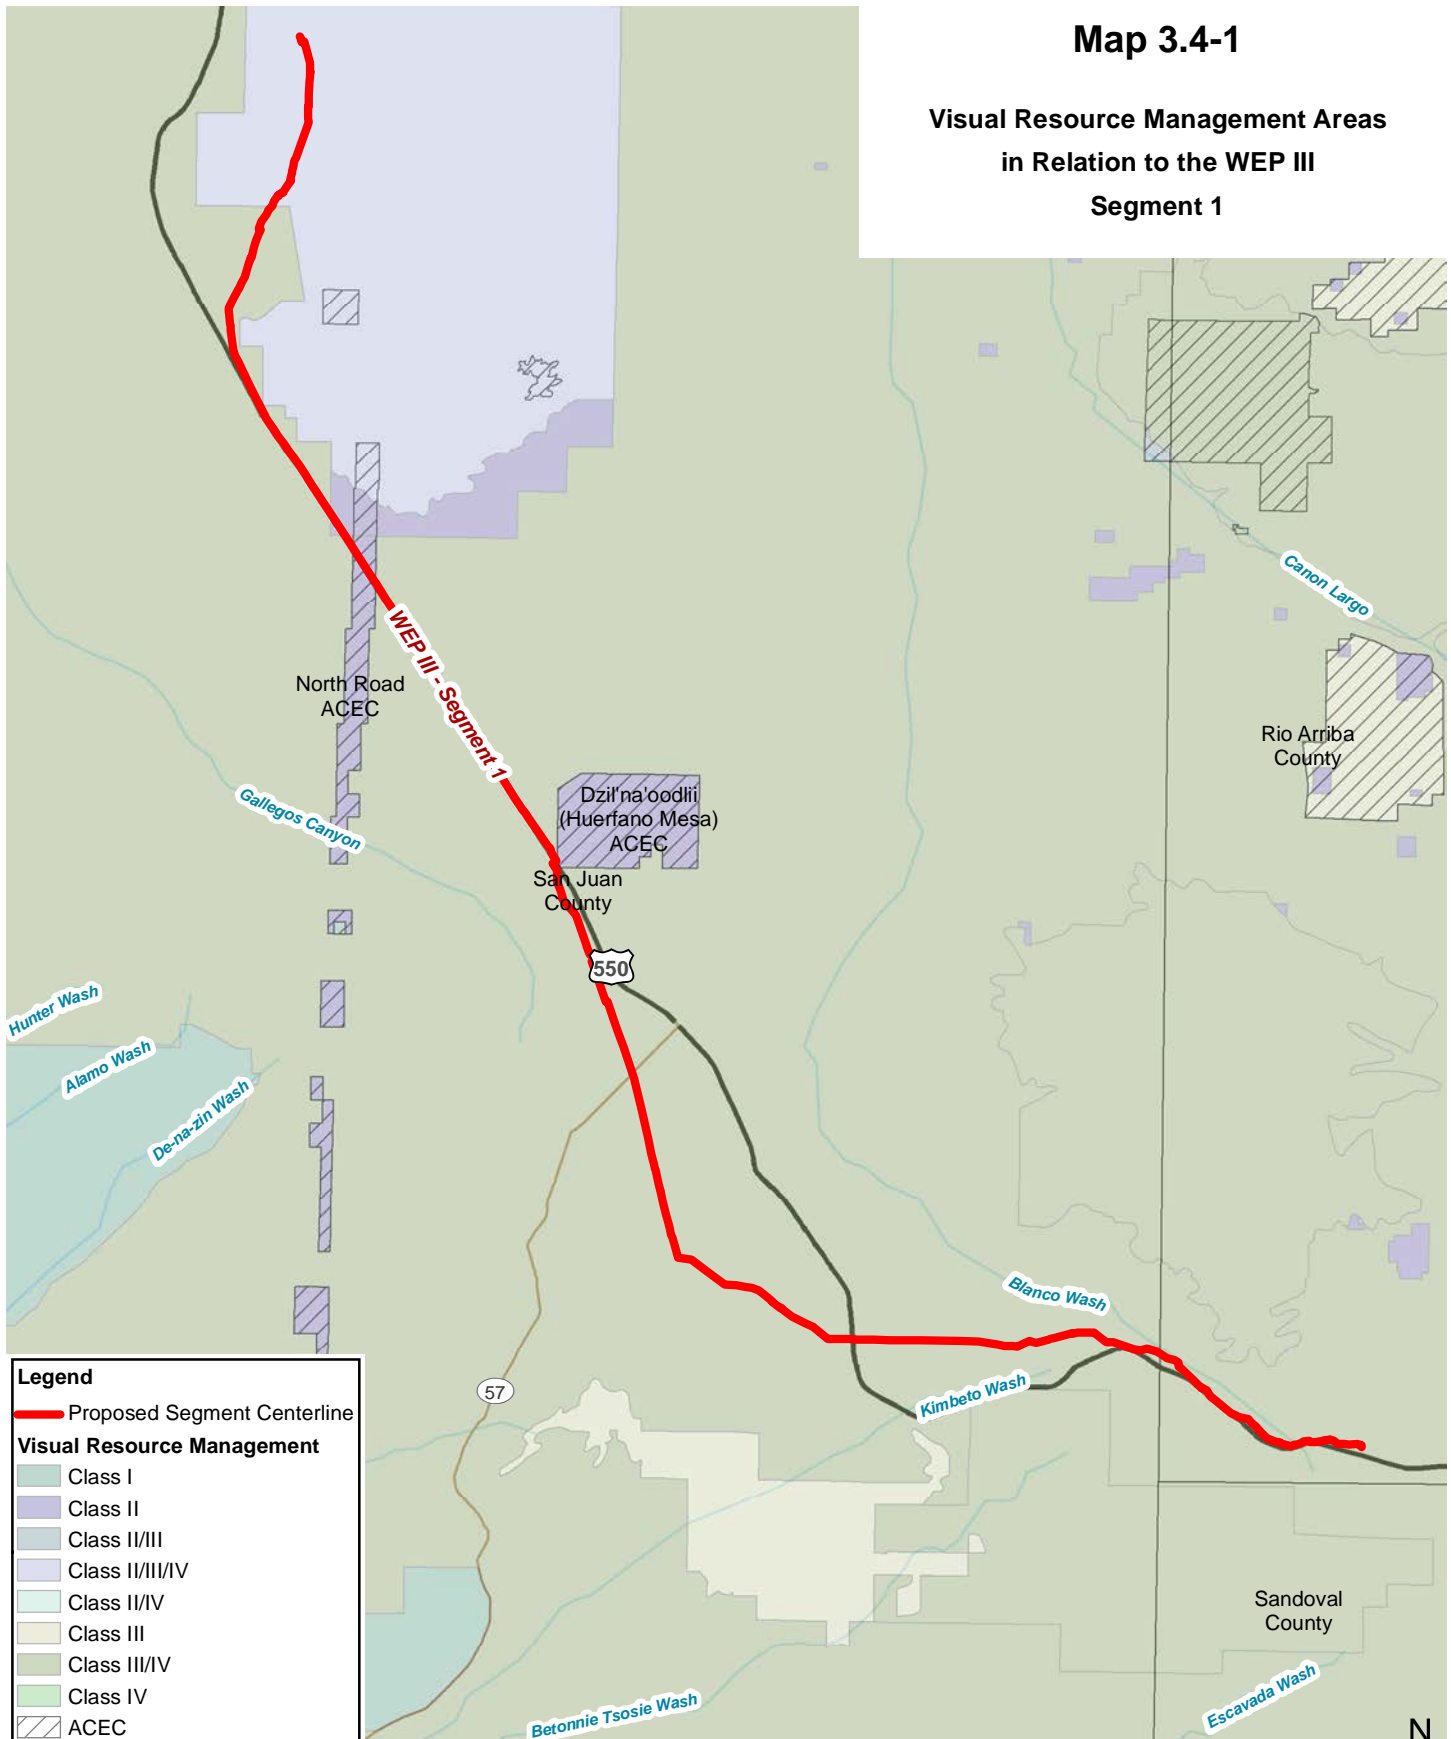 Map 3.4-1
Visual Resource Management Areas
in Relation to the WEP III
Segment 1
Canon Largo
WEP III - Segment 1
North Road
ACEC
Rio Arriba
County
Gallegos Canyon
Dzil'na'oodlii
(Huerfano Mesa)
ACEC
San Juan
County
550
Hunter Wash
Alamo Wash
De-na-zin Wash
Blanco Wash
Kimbeto Wash
57
Legend
Proposed Segment Centerline
Visual Resource Management
Class I
Class II
Class II/III
Class II/III/IV
Class II/IV
Class III
Class III/IV
Class IV
ACEC
Sandoval
County
Escavada Wash
Betonnie Tsosie Wash
N